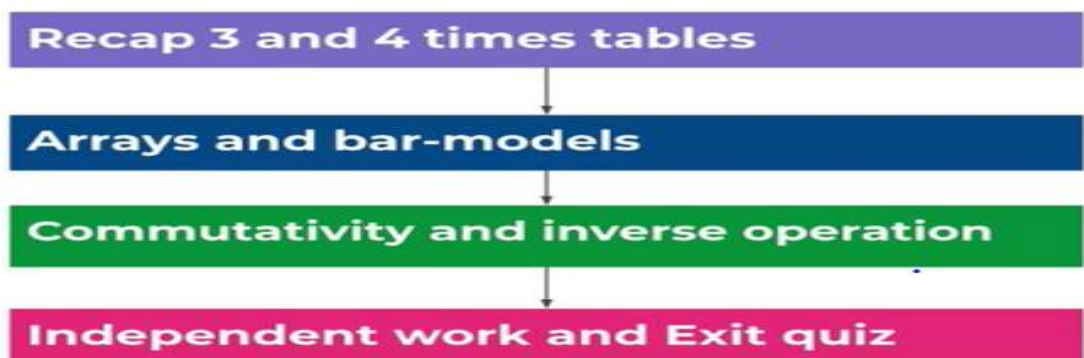 Recap 3 and 4 times tables
Arrays and bar-models
Commutativity and inverse operation
Independent work and Exit quiz